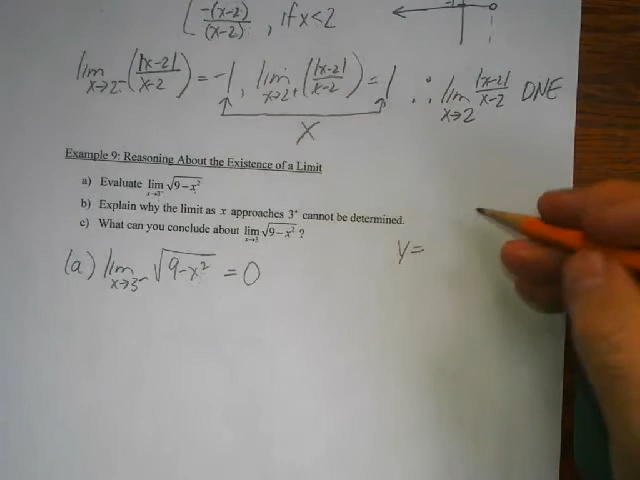 -(x-2)/(x-2) , if x<2
lim x→2⁻ (|x-2|/x-2) = -1, lim x→2⁺ (|x-2|/x-2) = 1 ∴ lim x→2 |x-2|/x-2 DNE
X
Example 9: Reasoning About the Existence of a Limit
a) Evaluate lim x→3⁻ √9-x²
b) Explain why the limit as x approaches 3⁺ cannot be determined.
c) What can you conclude about lim x→3 √9-x² ?
(a) lim x→3⁻ √9-x² = 0
y=